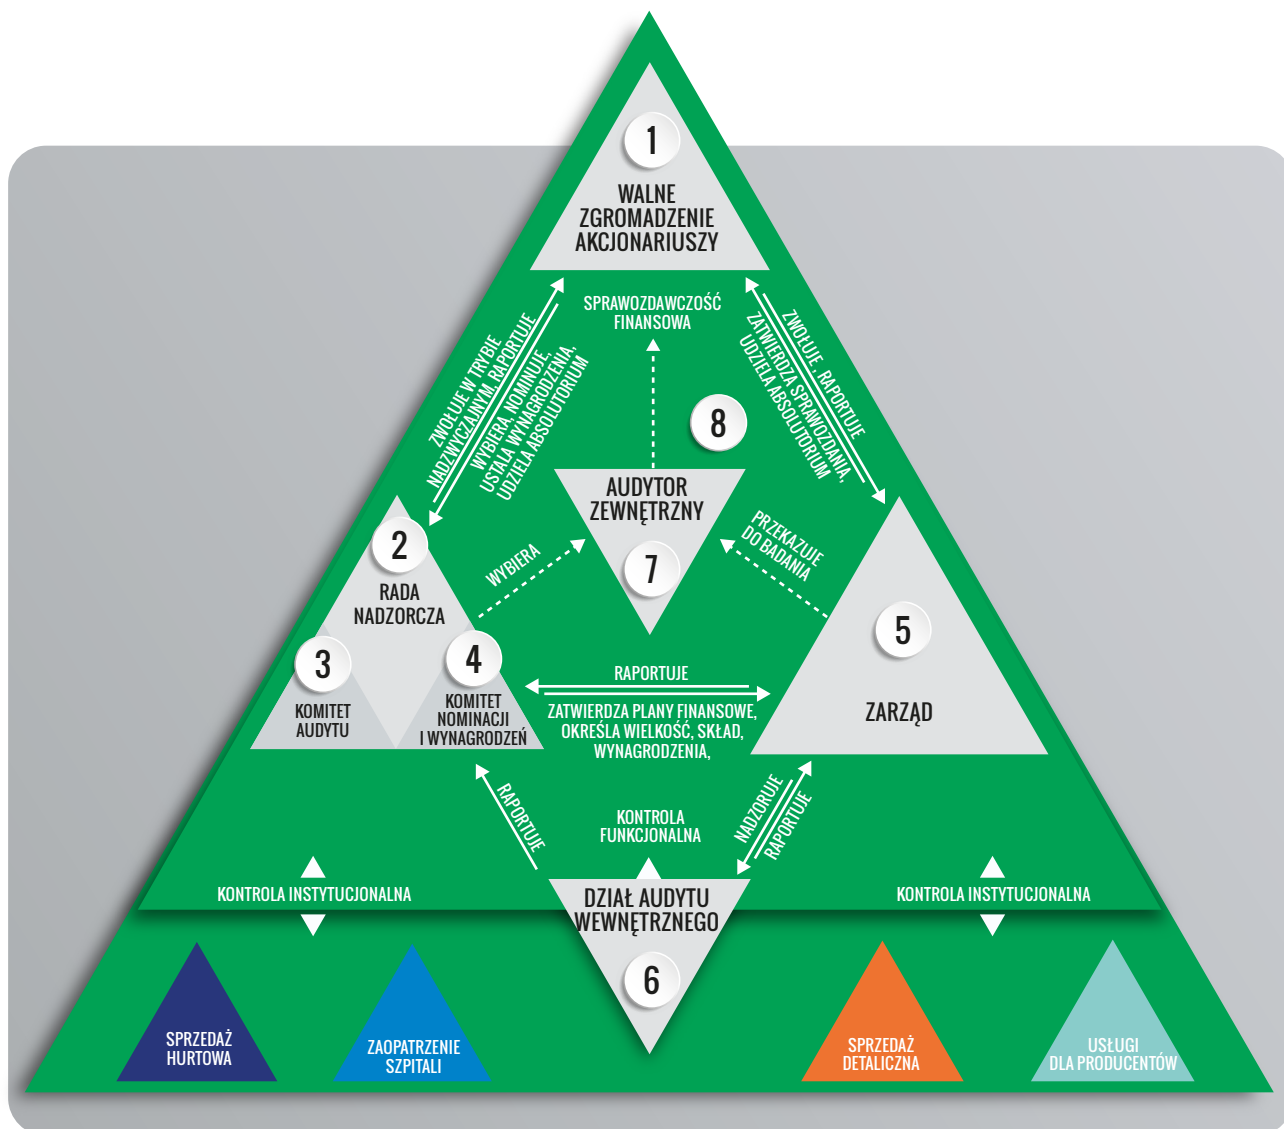 1
WALNE
ZGROMADZENIE
AKCJONARIUSZY
SPRAWOZDAWCZOŚĆ
FINANSOWA
ZWOŁUJE W TRYBIE
NADZWYCZAJNYM, RAPORTUJE
WYBIERA, NOMINUJE,
USTALA WYNAGRODZENIA,
UDZIELA ABSOLUTORIUM
ZWOŁUJE, RAPORTUJE
ZATWIERDZA SPRAWOZDANIA,
UDZIELA ABSOLUTORIUM
8
AUDYTOR
ZEWNĘTRZNY
7
WYBIERA
PRZEKAZUJE
DO BADANIA
2
RADA
NADZORCZA
3
KOMITET
AUDYTU
4
KOMITET
NOMINACJI
I WYNAGRODZEŃ
5
ZARZĄD
RAPORTUJE
ZATWIERDZA PLANY FINANSOWE,
OKREŚLA WIELKOŚĆ, SKŁAD,
WYNAGRODZENIA,
RAPORTUJE
KONTROLA
FUNKCJONALNA
NADZORUJE
RAPORTUJE
KONTROLA INSTYTUCJONALNA
DZIAŁ AUDYTU
WEWNĘTRZNEGO
6
KONTROLA INSTYTUCJONALNA
SPRZEDAŻ
HURTOWA
ZAOPATRZENIE
SZPITALI
SPRZEDAŻ
DETALICZNA
USŁUGI
DLA PRODUCENTÓW